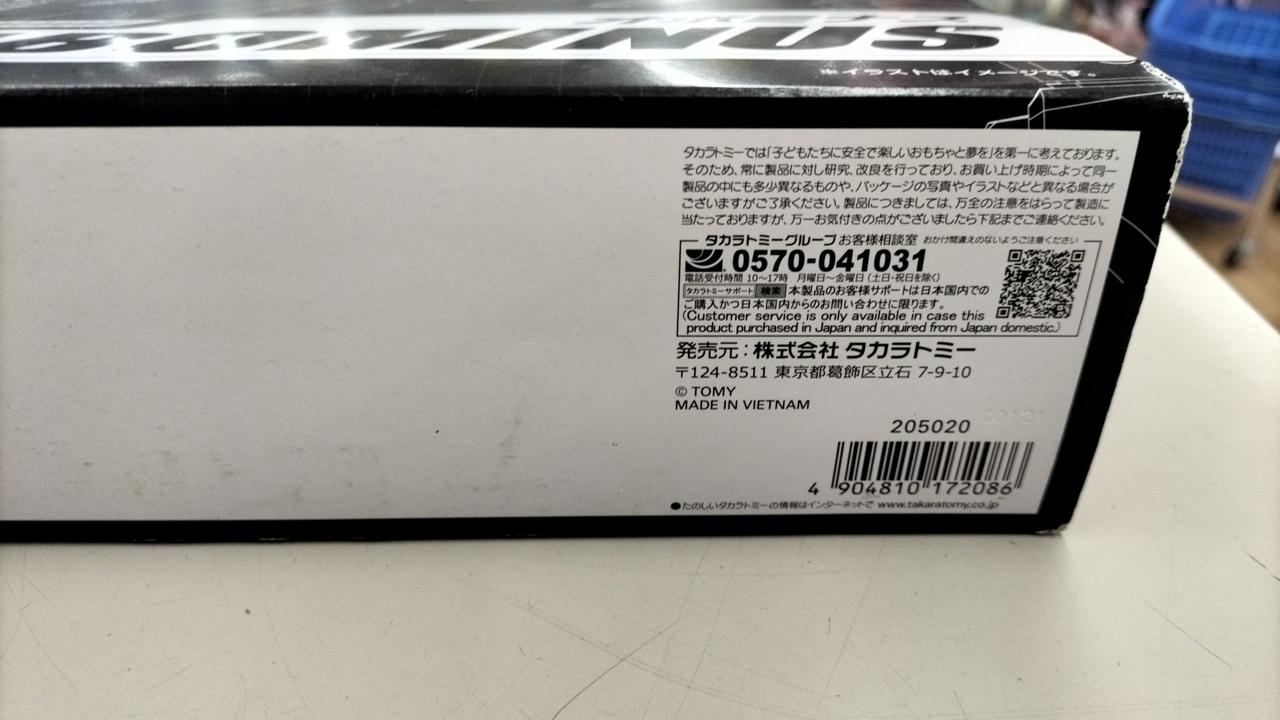 ※イラストはイメージです。
タカラトミーでは「子どもたちに安全で楽しいおもちゃと夢を」を第一に考えております。
そのため、常に製品に対し研究、改良を行っており、お買い上げ時期によって同一
製品の中にも多少異なるものや、パッケージの写真やイラストなどと異なる場合が
ございますがご了承ください。製品につきましては、万全の注意をはらって製造に
当たっておりますが、万一お気付きの点がございましたら下記までご連絡ください。
タカラトミーグループお客様相談室 おかけ間違えのないようご注意ください
0570-041031
電話受付時間 10〜17時 月曜日〜金曜日(土日・祝日を除く)
タカラトミーサポート 検索 本製品のお客様サポートは日本国内での
ご購入かつ日本国内からのお問い合わせに限ります。
(Customer service is only available in case this
product purchased in Japan and inquired from Japan domestic.)
発売元:株式会社 タカラトミー
〒124-8511 東京都葛飾区立石 7-9-10
© TOMY
MADE IN VIETNAM
205020
4 904810 172086
●たのしいタカラトミーの情報はインターネットで www.takaratomy.co.jp